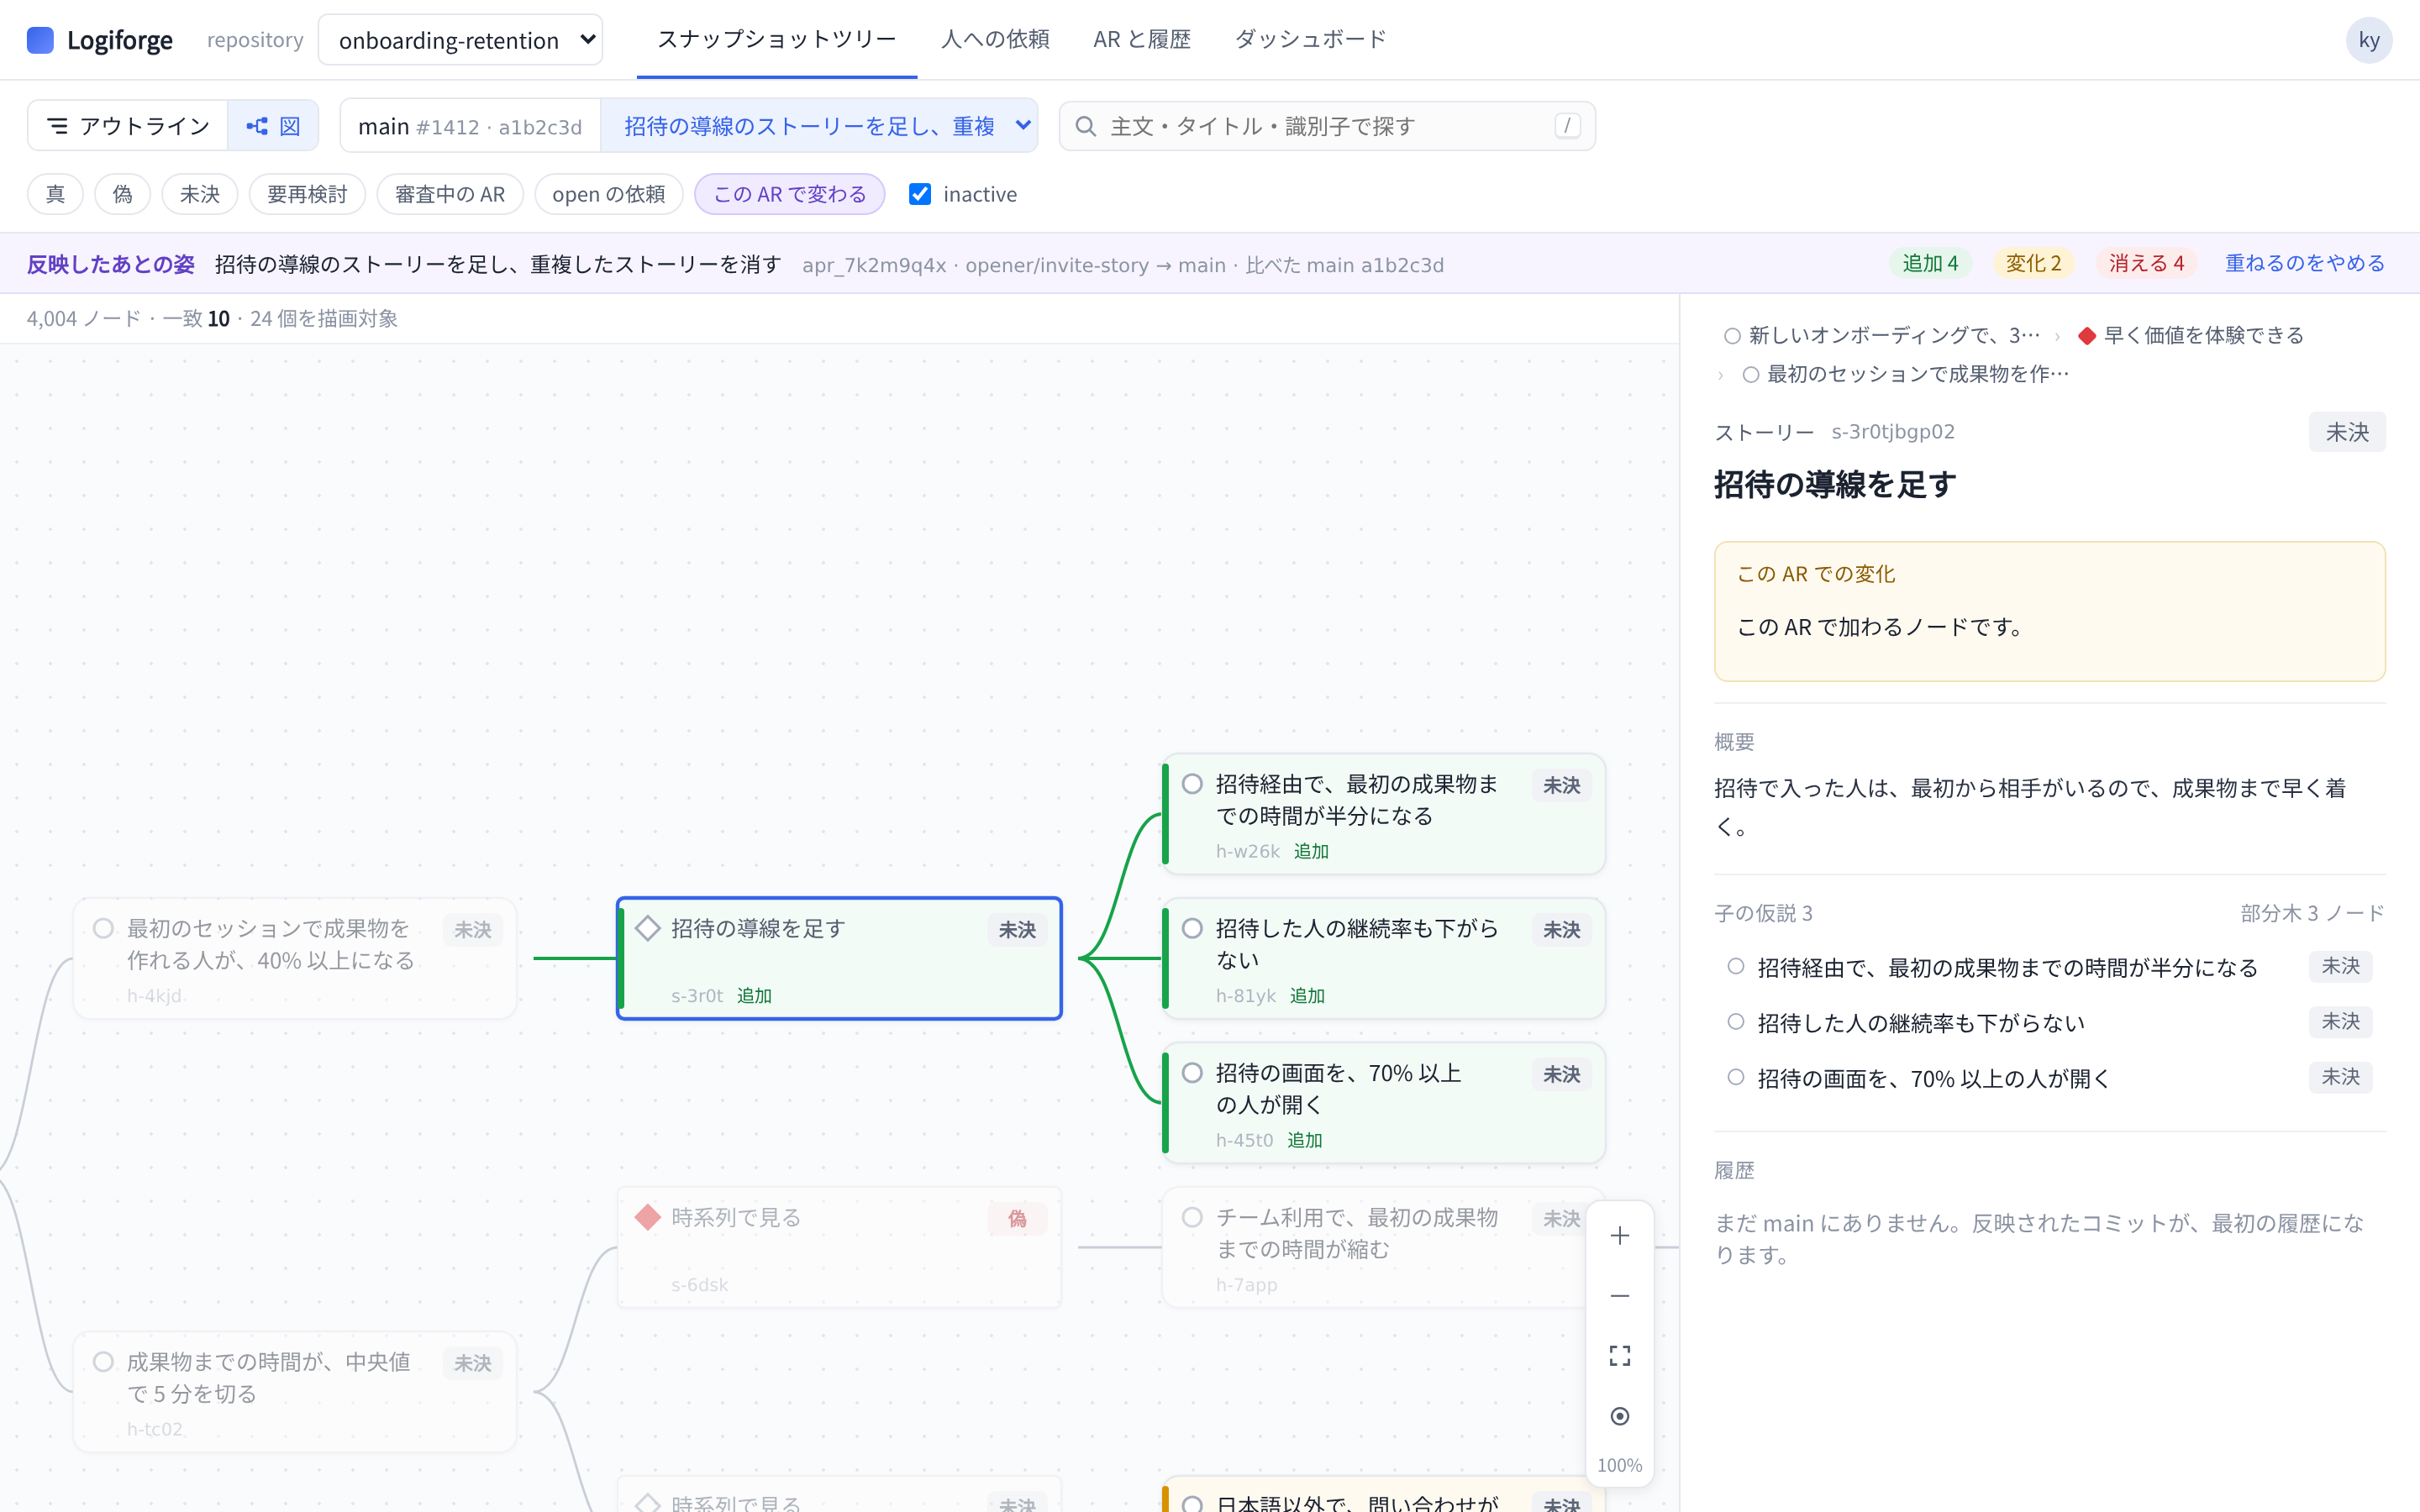 Logiforge
repository
onboarding-retention
スナップショットツリー
人への依頼
AR と履歴
ダッシュボード
ky
アウトライン
図
main #1412 · a1b2c3d
招待の導線のストーリーを足し、重複
主文・タイトル・識別子で探す
/
真
偽
未決
要再検討
審査中の AR
open の依頼
この AR で変わる
inactive
反映したあとの姿
招待の導線のストーリーを足し、重複したストーリーを消す
apr_7k2m9q4x · opener/invite-story → main · 比べた main a1b2c3d
追加 4
変化 2
消える 4
重ねるのをやめる
4,004 ノード · 一致 10 · 24 個を描画対象
最初のセッションで成果物を
作れる人が、40% 以上になる
未決
h-4kjd
成果物までの時間が、中央値
で 5 分を切る
未決
h-tc02
招待の導線を足す
未決
s-3r0t 追加
時系列で見る
偽
s-6dsk
時系列で見る
未決
招待経由で、最初の成果物ま
での時間が半分になる
未決
h-w26k 追加
招待した人の継続率も下がら
ない
未決
h-81yk 追加
招待の画面を、70% 以上
の人が開く
未決
h-45t0 追加
チーム利用で、最初の成果物
までの時間が縮む
未決
h-7app
日本語以外で、問い合わせが
未決
100%
新しいオンボーディングで、3… › 早く価値を体験できる
› 最初のセッションで成果物を作…
ストーリー s-3r0tjbgp02
未決
招待の導線を足す
この AR での変化
この AR で加わるノードです。
概要
招待で入った人は、最初から相手がいるので、成果物まで早く着
く。
子の仮説 3
部分木 3 ノード
招待経由で、最初の成果物までの時間が半分になる
未決
招待した人の継続率も下がらない
未決
招待の画面を、70% 以上の人が開く
未決
履歴
まだ main にありません。反映されたコミットが、最初の履歴にな
ります。